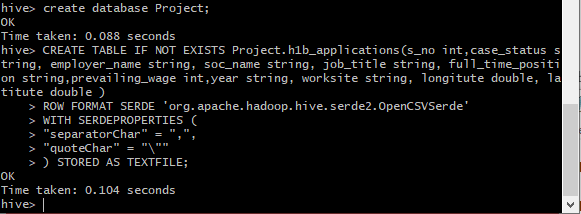 hive> create database Project;
OK
Time taken: 0.088 seconds
hive> CREATE TABLE IF NOT EXISTS Project.h1b_applications(s_no int,case_status s
tring, employer_name string, soc_name string, job_title string, full_time_positi
on string,prevailing_wage int,year string, worksite string, longitute double, la
titute double )
    > ROW FORMAT SERDE 'org.apache.hadoop.hive.serde2.OpenCSVSerde'
    > WITH SERDEPROPERTIES (
    > "separatorChar" = ",",
    > "quoteChar" = "\""
    > ) STORED AS TEXTFILE;
OK
Time taken: 0.104 seconds
hive>